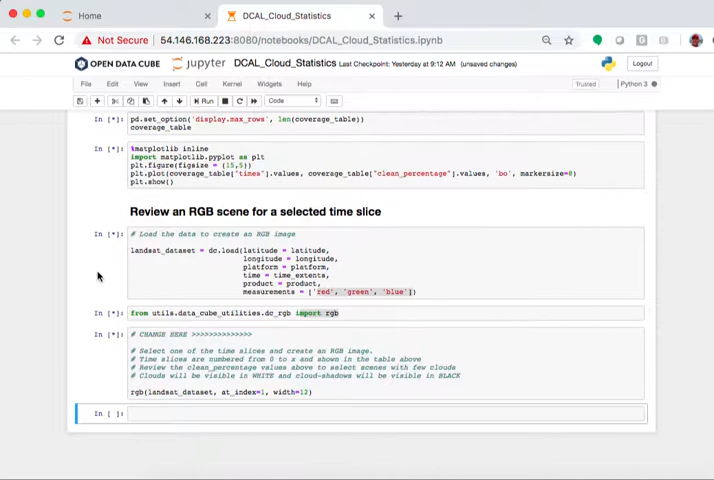 Home
DCAL_Cloud_Statistics
Not Secure 54.146.168.223:8080/notebooks/DCAL_Cloud_Statistics.ipynb
OPEN DATA CUBE jupyter DCAL_Cloud_Statistics Last Checkpoint: Yesterday at 9:12 AM (unsaved changes) Logout
File Edit View Insert Cell Kernel Widgets Help Python 3
Run Code
pd.set_option('display.max_rows', len(coverage_table))
In [*]: coverage_table
In [*]: %matplotlib inline
import matplotlib.pyplot as plt
plt.figure(figsize = (15,5))
plt.plot(coverage_table["times"].values, coverage_table["clean_percentage"].values, 'bo', markersize=8)
plt.show()
Review an RGB scene for a selected time slice
In [*]: # Load the data to create an RGB image
landsat_dataset = dc.load(latitude = latitude,
longitude = longitude,
platform = platform,
time = time_extents,
product = product,
measurements = ['red', 'green', 'blue'])
In [*]: from utils.data_cube_utilities.dc_rgb import rgb
In [*]: # CHANGE HERE >>>>>>>>>>>>>>
# Select one of the time slices and create an RGB image.
# Time slices are numbered from 0 to x and shown in the table above
# Review the clean_percentage values above to select scenes with few clouds
# Clouds will be visible in WHITE and cloud-shadows will be visible in BLACK
rgb(landsat_dataset, at_index=1, width=12)
In [ ]: